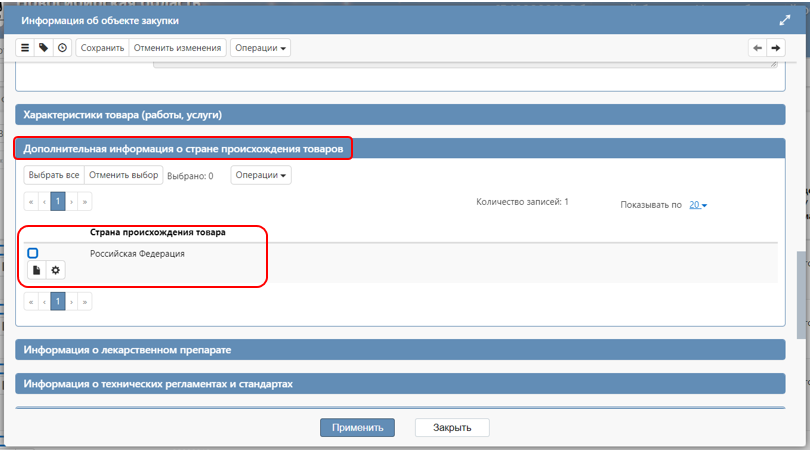 Новосибирская область
Информация об объекте закупки
Сохранить Отменить изменения Операции
Характеристики товара (работы, услуги)
Дополнительная информация о стране происхождения товаров
Выбрать все Отменить выбор Выбрано: 0 Операции
« ‹ 1 › » Количество записей: 1 Показывать по 20
Страна происхождения товара
Российская Федерация
« ‹ 1 › »
Информация о лекарственном препарате
Информация о технических регламентах и стандартах
Применить Закрыть